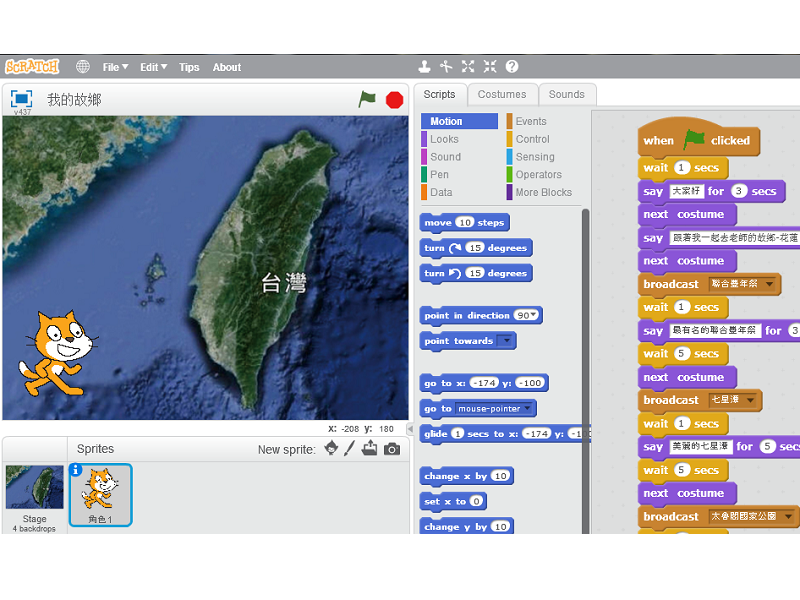 SCRATCH File▼ Edit▼ Tips About
v437 我的故鄉
台灣
X: -208 y: 180
Sprites New sprite:
Stage
4 backdrops
角色1
Scripts Costumes Sounds
Motion Events
Looks Control
Sound Sensing
Pen Operators
Data More Blocks
move 10 steps
turn ↻ 15 degrees
turn ↺ 15 degrees
point in direction 90▼
point towards
go to x: -174 y: -100
go to mouse-pointer
glide 1 secs to x: -174 y: -10
change x by 10
set x to 0
change y by 10
when clicked
wait 1 secs
say 大家好 for 3 secs
next costume
say 跟著我一起去老師的故鄉-花蓮
next costume
broadcast 聯合豐年祭
wait 1 secs
say 最有名的聯合豐年祭 for 3
wait 5 secs
next costume
broadcast 七星潭
wait 1 secs
say 美麗的七星潭 for 5 secs
wait 5 secs
next costume
broadcast 太魯閣國家公園